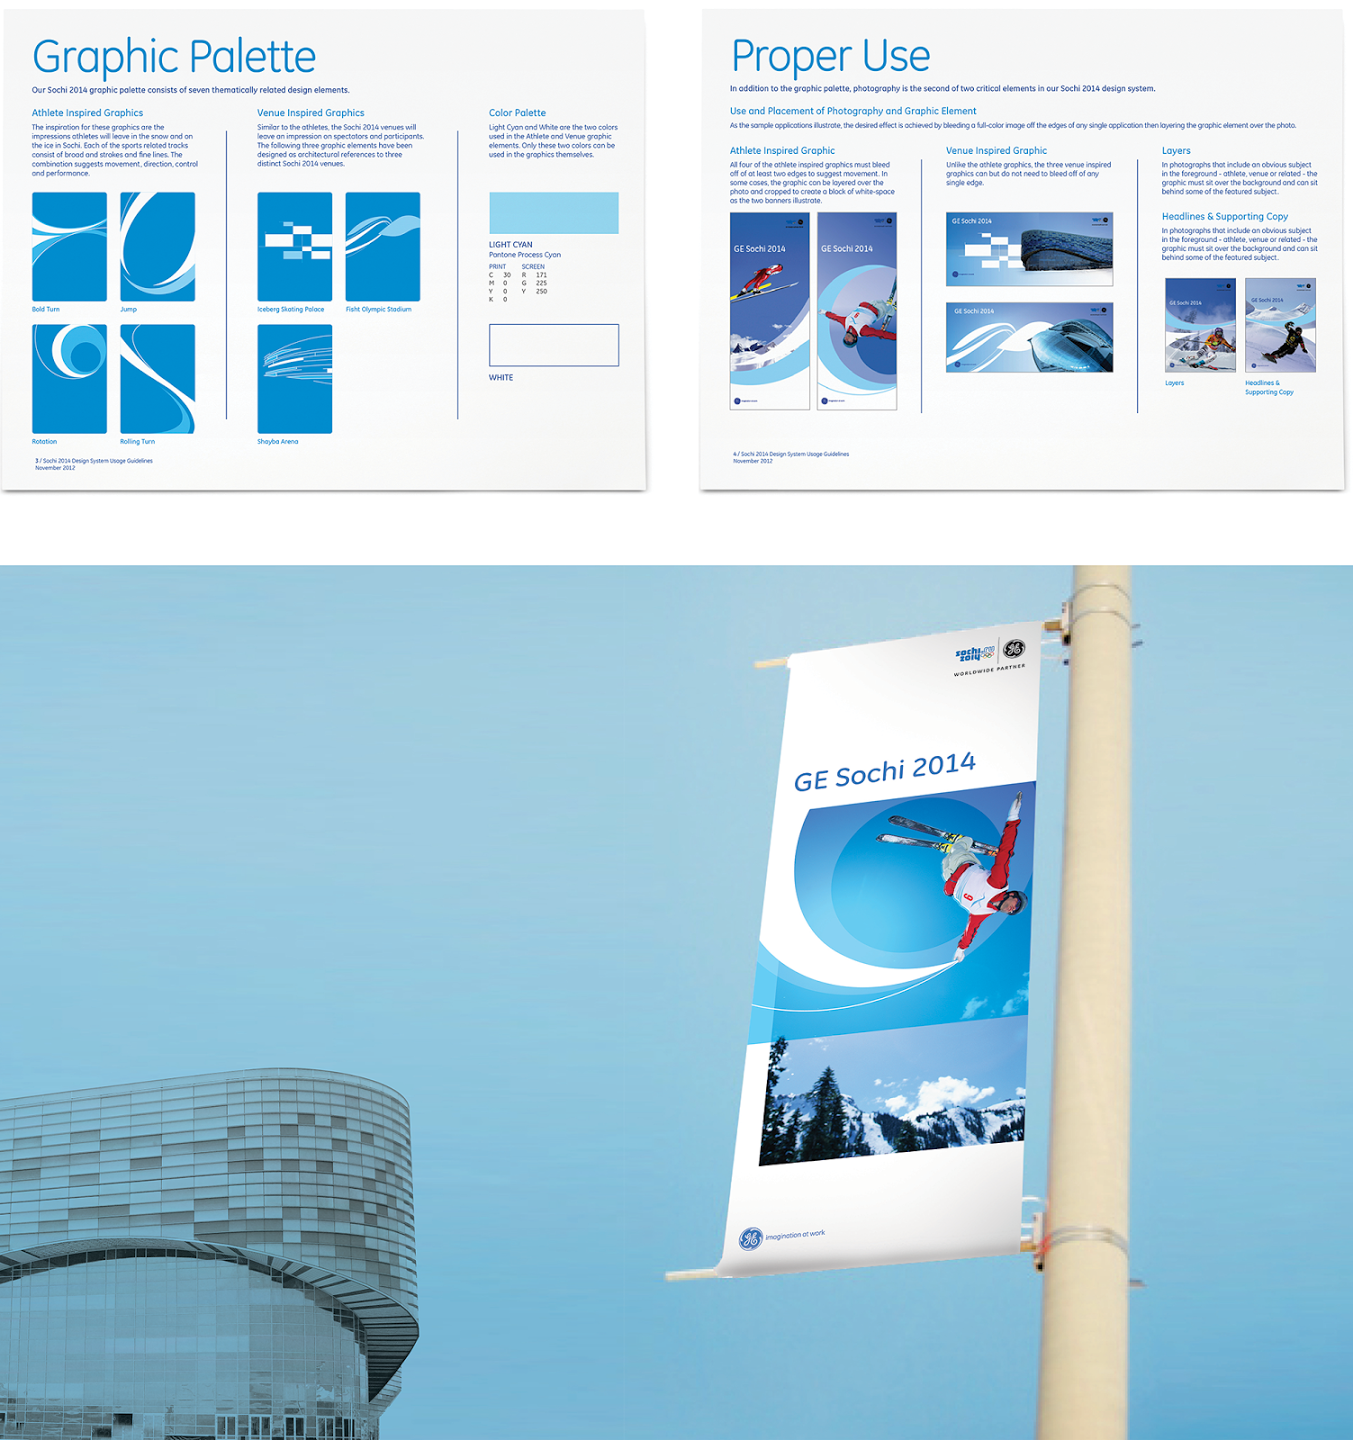 Graphic Palette
Our Sochi 2014 graphic palette consists of seven thematically related design elements.
Athlete Inspired Graphics
The inspiration for these graphics are the
impressions athletes will leave in the snow and on
the ice in Sochi. Each of the sports related tracks
consist of broad and strokes and fine lines. The
combination suggests movement, direction, control
and performance.
Bold Turn
Jump
Rotation
Rolling Turn
Venue Inspired Graphics
Similar to the athletes, the Sochi 2014 venues will
leave an impression on spectators and participants.
The following three graphic elements have been
designed as architectural references to three
distinct Sochi 2014 venues.
Iceberg Skating Palace
Fisht Olympic Stadium
Shayba Arena
Color Palette
Light Cyan and White are the two colors
used in the Athlete and Venue graphic
elements. Only these two colors can be
used in the graphics themselves.
LIGHT CYAN
Pantone Process Cyan
PRINT SCREEN
C 30 R 171
M 0 G 225
Y 0 Y 250
K 0
WHITE
3 / Sochi 2014 Design System Usage Guidelines
November 2012
Proper Use
In addition to the graphic palette, photography is the second of two critical elements in our Sochi 2014 design system.
Use and Placement of Photography and Graphic Element
As the sample applications illustrate, the desired effect is achieved by bleeding a full-color image off the edges of any single application then layering the graphic element over the photo.
Athlete Inspired Graphic
All four of the athlete inspired graphics must bleed
off of at least two edges to suggest movement. In
some cases, the graphic can be layered over the
photo and cropped to create a block of white-space
as the two banners illustrate.
GE Sochi 2014
GE Sochi 2014
Venue Inspired Graphic
Unlike the athlete graphics, the three venue inspired
graphics can but do not need to bleed off of any
single edge.
GE Sochi 2014
GE Sochi 2014
Layers
In photographs that include an obvious subject
in the foreground - athlete, venue or related - the
graphic must sit over the background and can sit
behind some of the featured subject.
Headlines & Supporting Copy
In photographs that include an obvious subject
in the foreground - athlete, venue or related - the
graphic must sit over the background and can sit
behind some of the featured subject.
GE Sochi 2014
GE Sochi 2014
Layers
Headlines &
Supporting Copy
4 / Sochi 2014 Design System Usage Guidelines
November 2012
sochi.ru
2014
GE
WORLDWIDE PARTNER
GE Sochi 2014
6
GE imagination at work